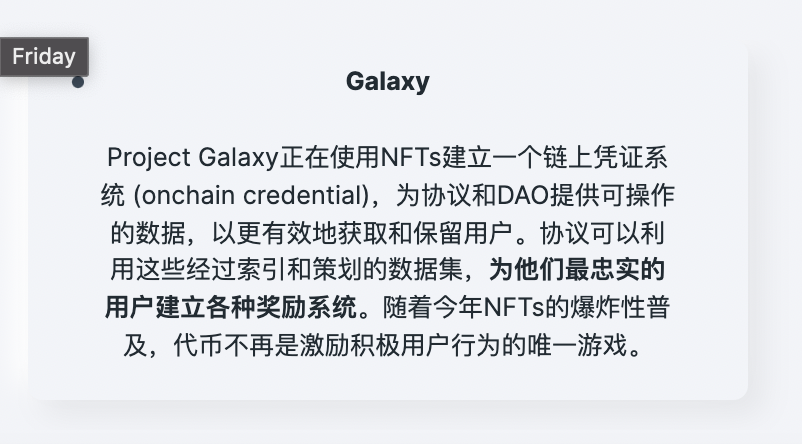 Friday
Galaxy
Project Galaxy正在使用NFTs建立一个链上凭证系
统 (onchain credential)，为协议和DAO提供可操作
的数据，以更有效地获取和保留用户。协议可以利
用这些经过索引和策划的数据集，为他们最忠实的
用户建立各种奖励系统。随着今年NFTs的爆炸性普
及，代币不再是激励积极用户行为的唯一游戏。